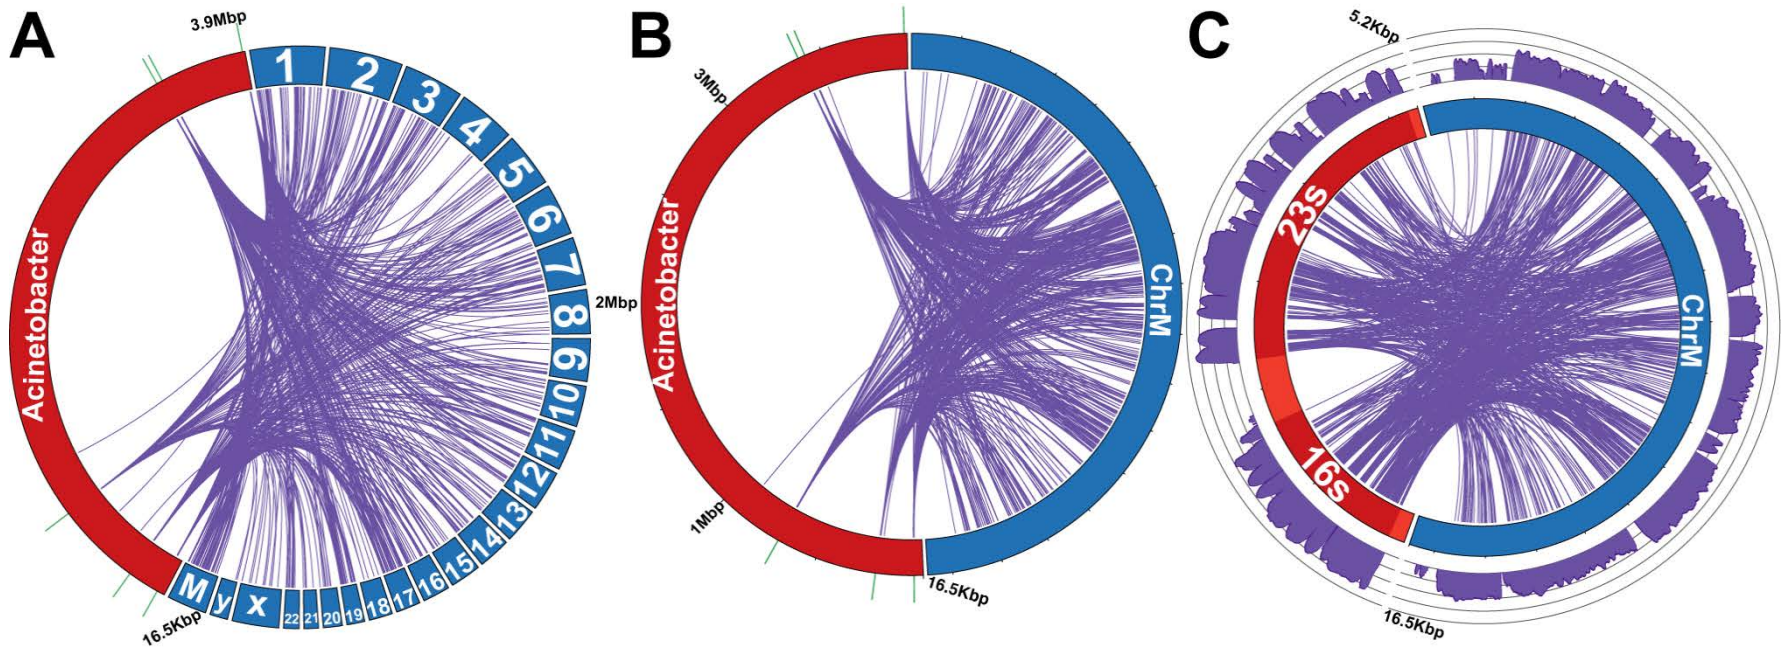 A
3.9Mbp
Acinetobacter
1
2
3
4
5
6
7
8
9
10
11
12
13
14
15
16
17
18
19
20
21
22
x
y
M
16.5Kbp
B
3Mbp
2Mbp
1Mbp
Acinetobacter
ChrM
16.5Kbp
C
5.2Kbp
23s
16s
ChrM
16.5Kbp